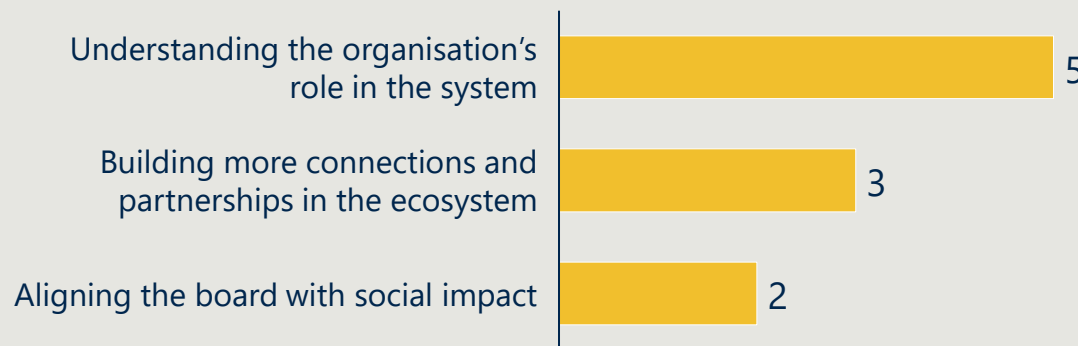 Understanding the organisation's
role in the system
5
Building more connections and
partnerships in the ecosystem
3
Aligning the board with social impact
2